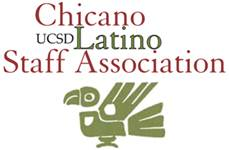 Chicano
UCSD Latino
Staff Association